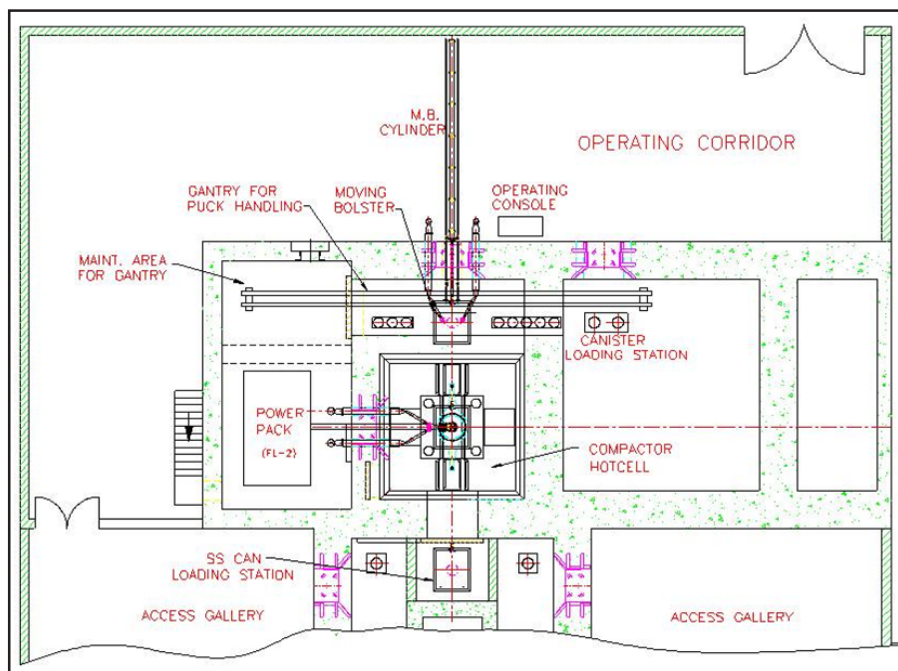 M.B.
CYLINDER
OPERATING CORRIDOR
GANTRY FOR
PUCK HANDLING
MOVING
BOLSTER
OPERATING
CONSOLE
MAINT. AREA
FOR GANTRY
CANISTER
LOADING STATION
POWER
PACK
(FL-2)
COMPACTOR
HOTCELL
SS CAN
LOADING STATION
ACCESS GALLERY
ACCESS GALLERY